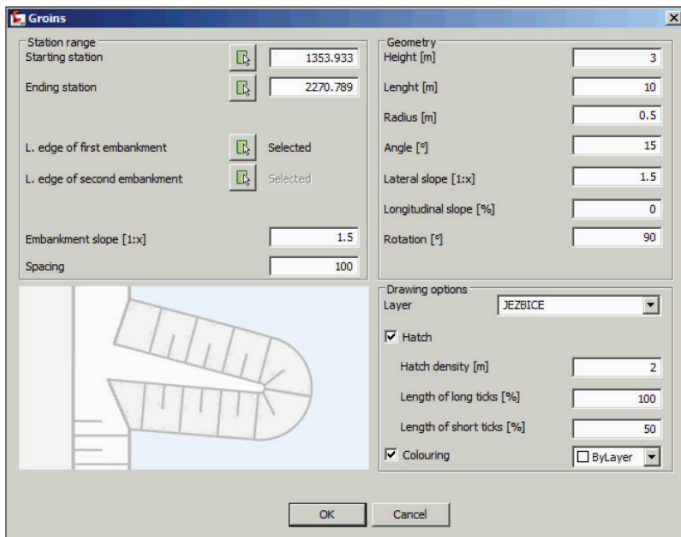 Groins
Station range
Starting station 1353.933
Ending station 2270.789
L. edge of first embankment Selected
L. edge of second embankment Selected
Embankment slope [1:x] 1.5
Spacing 100
Geometry
Height [m] 3
Lenght [m] 10
Radius [m] 0.5
Angle [°] 15
Lateral slope [1:x] 1.5
Longitudinal slope [%] 0
Rotation [°] 90
Drawing options
Layer JEZBICE
Hatch
Hatch density [m] 2
Length of long ticks [%] 100
Length of short ticks [%] 50
Colouring ByLayer
OK Cancel